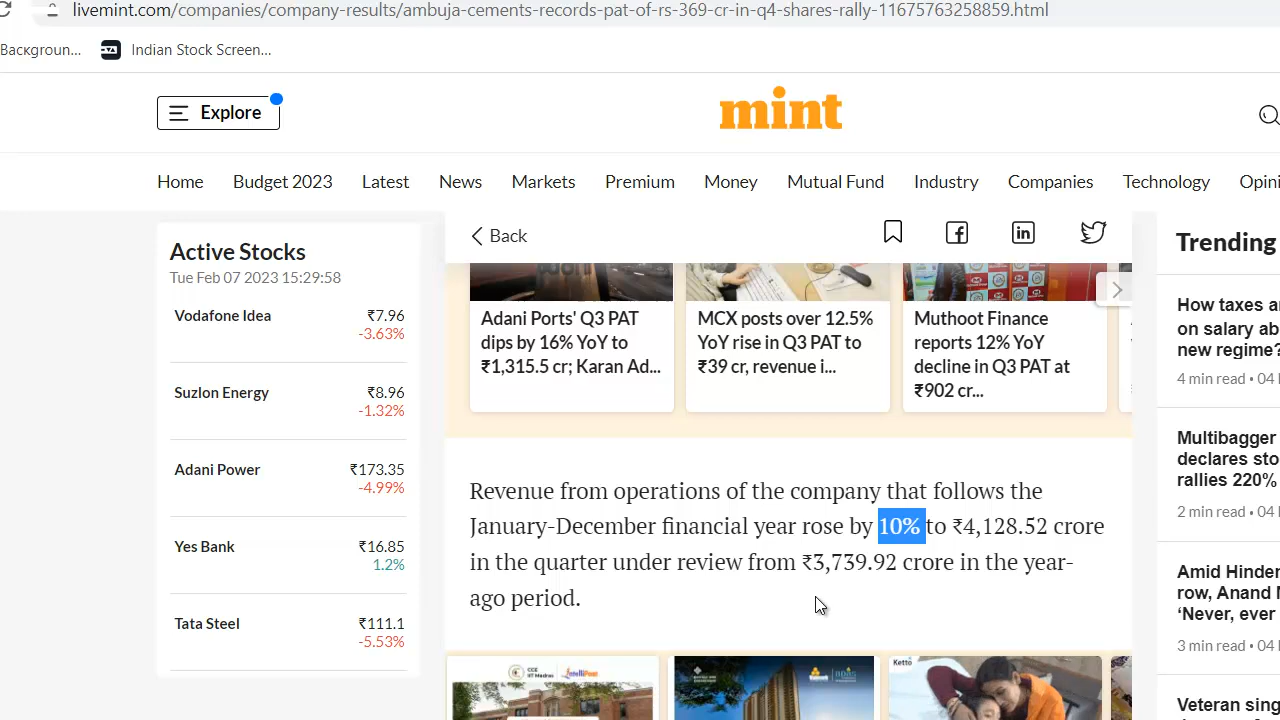 livemint.com/companies/company-results/ambuja-cements-records-pat-of-rs-369-cr-in-q4-shares-rally-11675763258859.html
Backgroun...
Indian Stock Screen...
Explore
mint
Home
Budget 2023
Latest
News
Markets
Premium
Money
Mutual Fund
Industry
Companies
Technology
Opini
Active Stocks
Tue Feb 07 2023 15:29:58
Vodafone Idea
₹7.96
-3.63%
Suzlon Energy
₹8.96
-1.32%
Adani Power
₹173.35
-4.99%
Yes Bank
₹16.85
1.2%
Tata Steel
₹111.1
-5.53%
Back
Adani Ports' Q3 PAT
dips by 16% YoY to
₹1,315.5 cr; Karan Ad...
MCX posts over 12.5%
YoY rise in Q3 PAT to
₹39 cr, revenue i...
Muthoot Finance
reports 12% YoY
decline in Q3 PAT at
₹902 cr...
Revenue from operations of the company that follows the
January-December financial year rose by 10% to ₹4,128.52 crore
in the quarter under review from ₹3,739.92 crore in the year-
ago period.
CCE
IIT Madras
IntelliPaat
Ketto
Trending
How taxes a
on salary ab
new regime?
4 min read • 04
Multibagger
declares sto
rallies 220%
2 min read • 04
Amid Hinder
row, Anand M
'Never, ever
3 min read • 04
Veteran sing